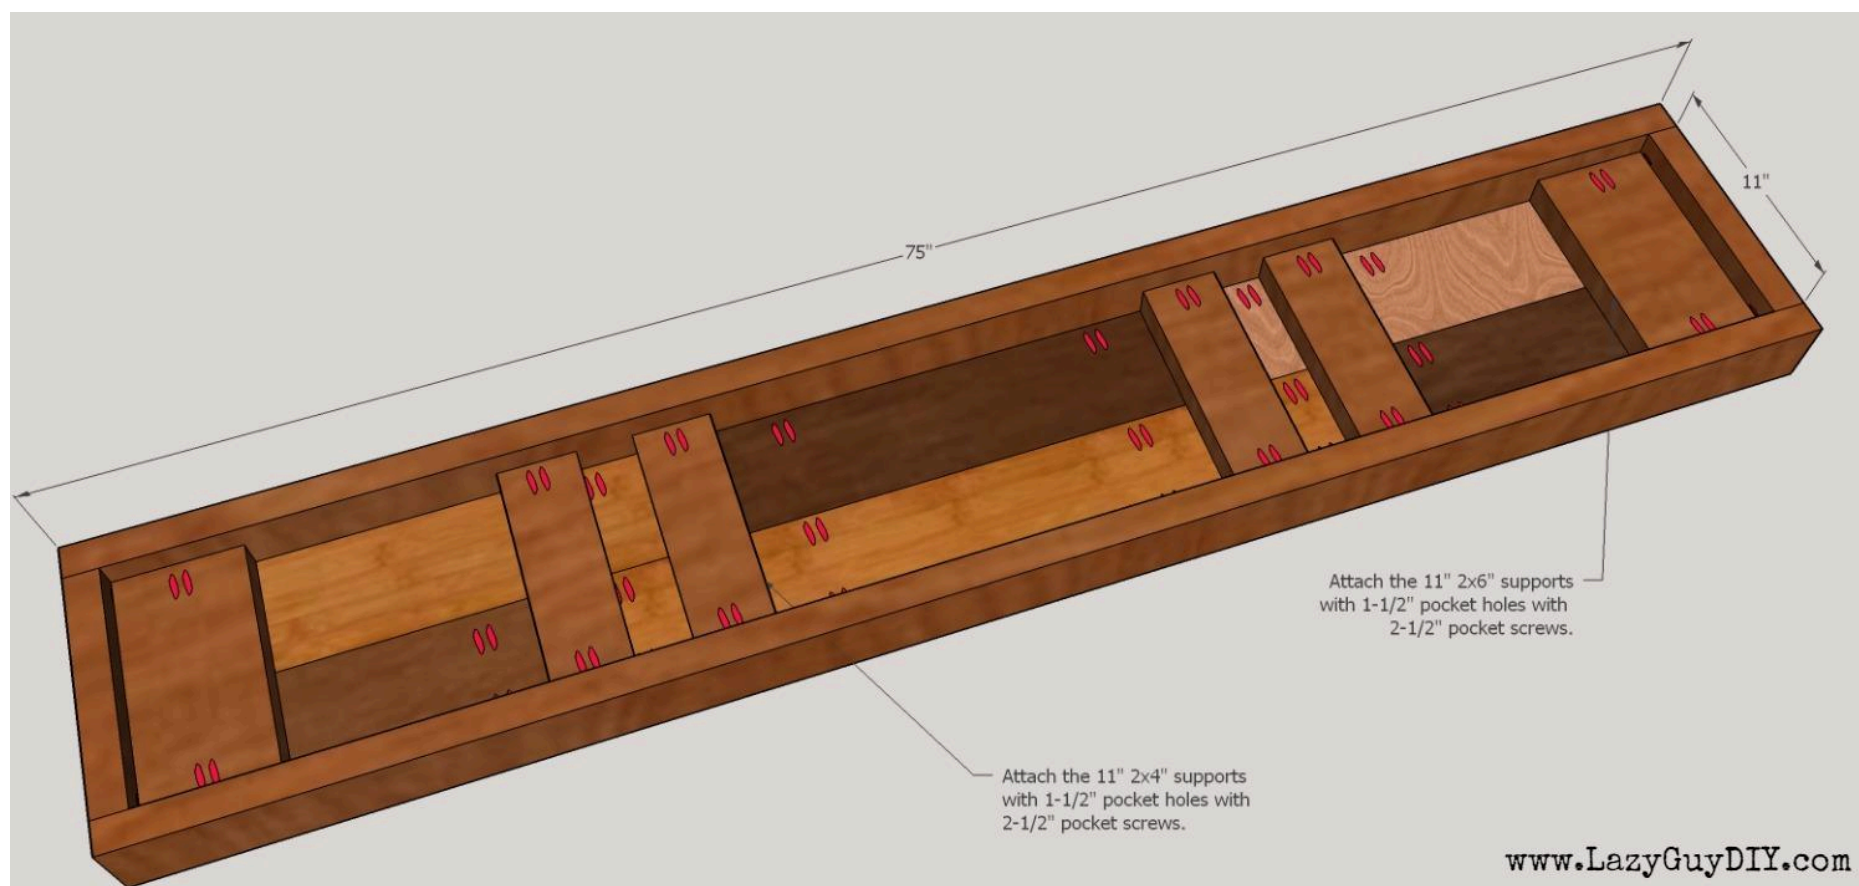 75"
11"
Attach the 11" 2x6" supports
with 1-1/2" pocket holes with
2-1/2" pocket screws.
Attach the 11" 2x4" supports
with 1-1/2" pocket holes with
2-1/2" pocket screws.
www.LazyGuyDIY.com